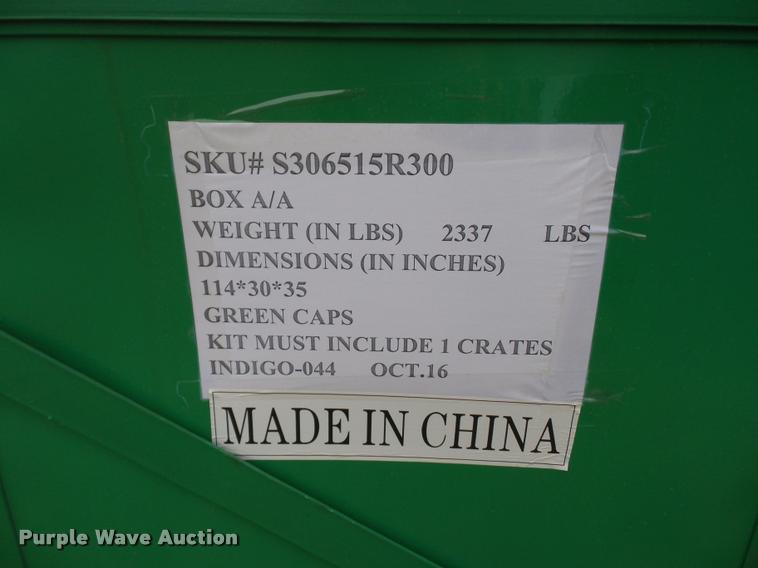 SKU# S306515R300
BOX A/A
WEIGHT (IN LBS) 2337 LBS
DIMENSIONS (IN INCHES)
114*30*35
GREEN CAPS
KIT MUST INCLUDE 1 CRATES
INDIGO-044 OCT.16
MADE IN CHINA
Purple Wave Auction